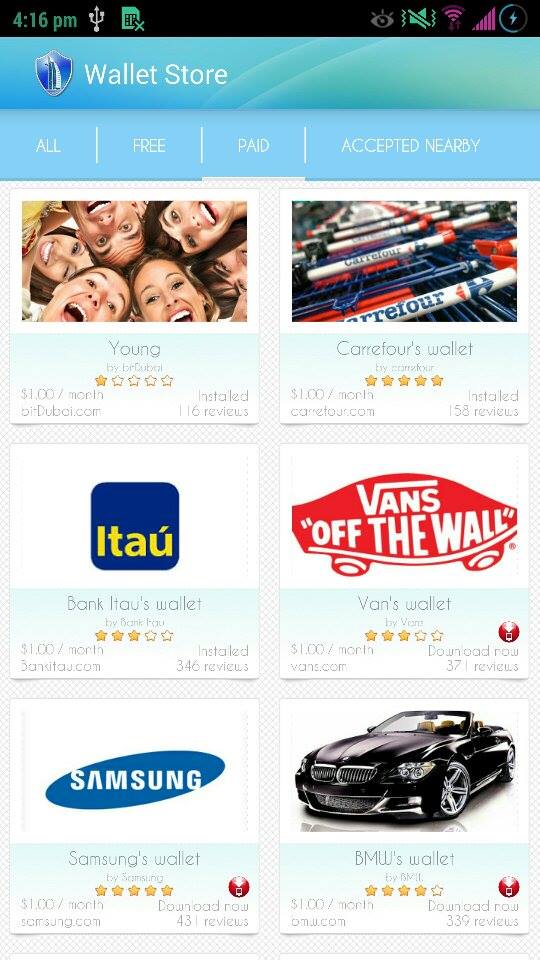 4:16 pm
Wallet Store
ALL
FREE
PAID
ACCEPTED NEARBY
Carrefour
arrefour
Young
by bitDubai
$1.00 / month
Installed
bitDubai.com
116 reviews
Carrefour's wallet
by carrefour
$1.00 / month
Installed
carrefour.com
158 reviews
Itaú
VANS
"OFF THE WALL"
®
Bank Itau's wallet
by Bank Itau
$1.00 / month
Installed
Bankitau.com
346 reviews
Van's wallet
by Vans
$1.00 / month
Download now
vans.com
371 reviews
SAMSUNG
Samsung's wallet
by Samsung
$1.00 / month
Download now
samsung.com
431 reviews
BMW's wallet
by BMW
$1.00 / month
Download now
bmw.com
339 reviews